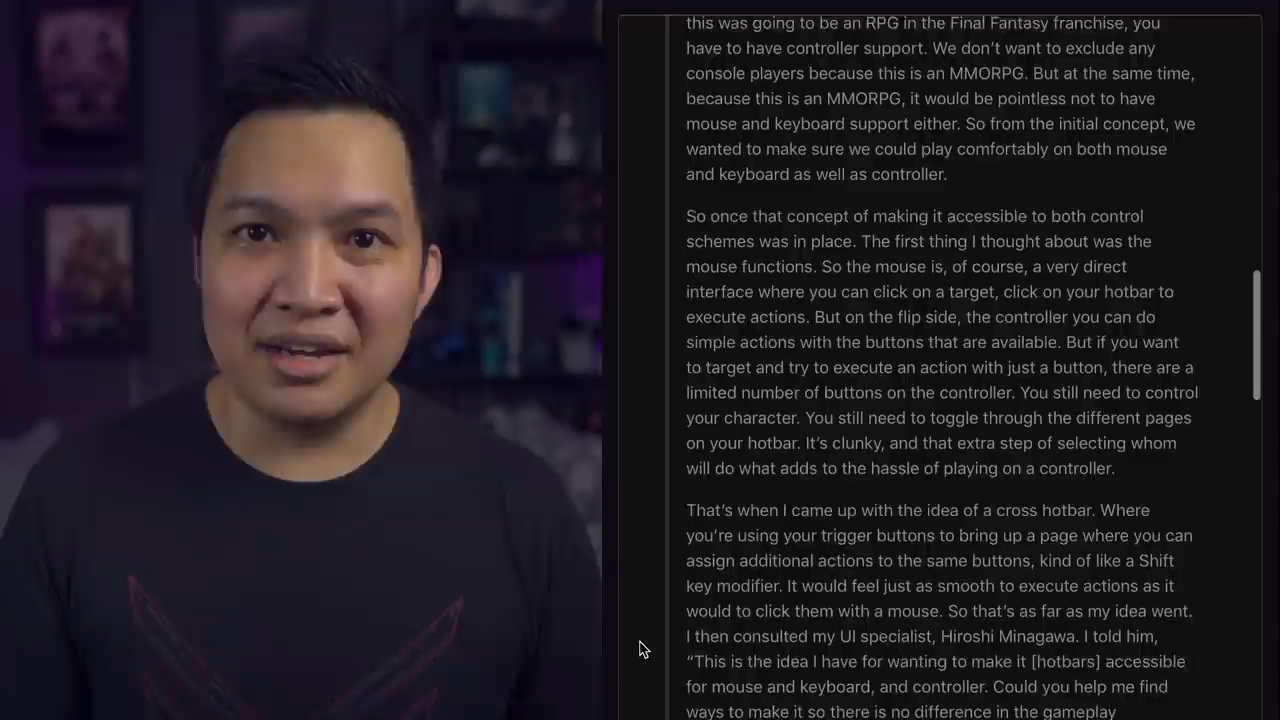 this was going to be an RPG in the Final Fantasy franchise, you
have to have controller support. We don’t want to exclude any
console players because this is an MMORPG. But at the same time,
because this is an MMORPG, it would be pointless not to have
mouse and keyboard support either. So from the initial concept, we
wanted to make sure we could play comfortably on both mouse
and keyboard as well as controller.
So once that concept of making it accessible to both control
schemes was in place. The first thing I thought about was the
mouse functions. So the mouse is, of course, a very direct
interface where you can click on a target, click on your hotbar to
execute actions. But on the flip side, the controller you can do
simple actions with the buttons that are available. But if you want
to target and try to execute an action with just a button, there are a
limited number of buttons on the controller. You still need to control
your character. You still need to toggle through the different pages
on your hotbar. It’s clunky, and that extra step of selecting whom
will do what adds to the hassle of playing on a controller.
That’s when I came up with the idea of a cross hotbar. Where
you’re using your trigger buttons to bring up a page where you can
assign additional actions to the same buttons, kind of like a Shift
key modifier. It would feel just as smooth to execute actions as it
would to click them with a mouse. So that’s as far as my idea went.
I then consulted my UI specialist, Hiroshi Minagawa. I told him,
“This is the idea I have for wanting to make it [hotbars] accessible
for mouse and keyboard, and controller. Could you help me find
ways to make it so there is no difference in the gameplay